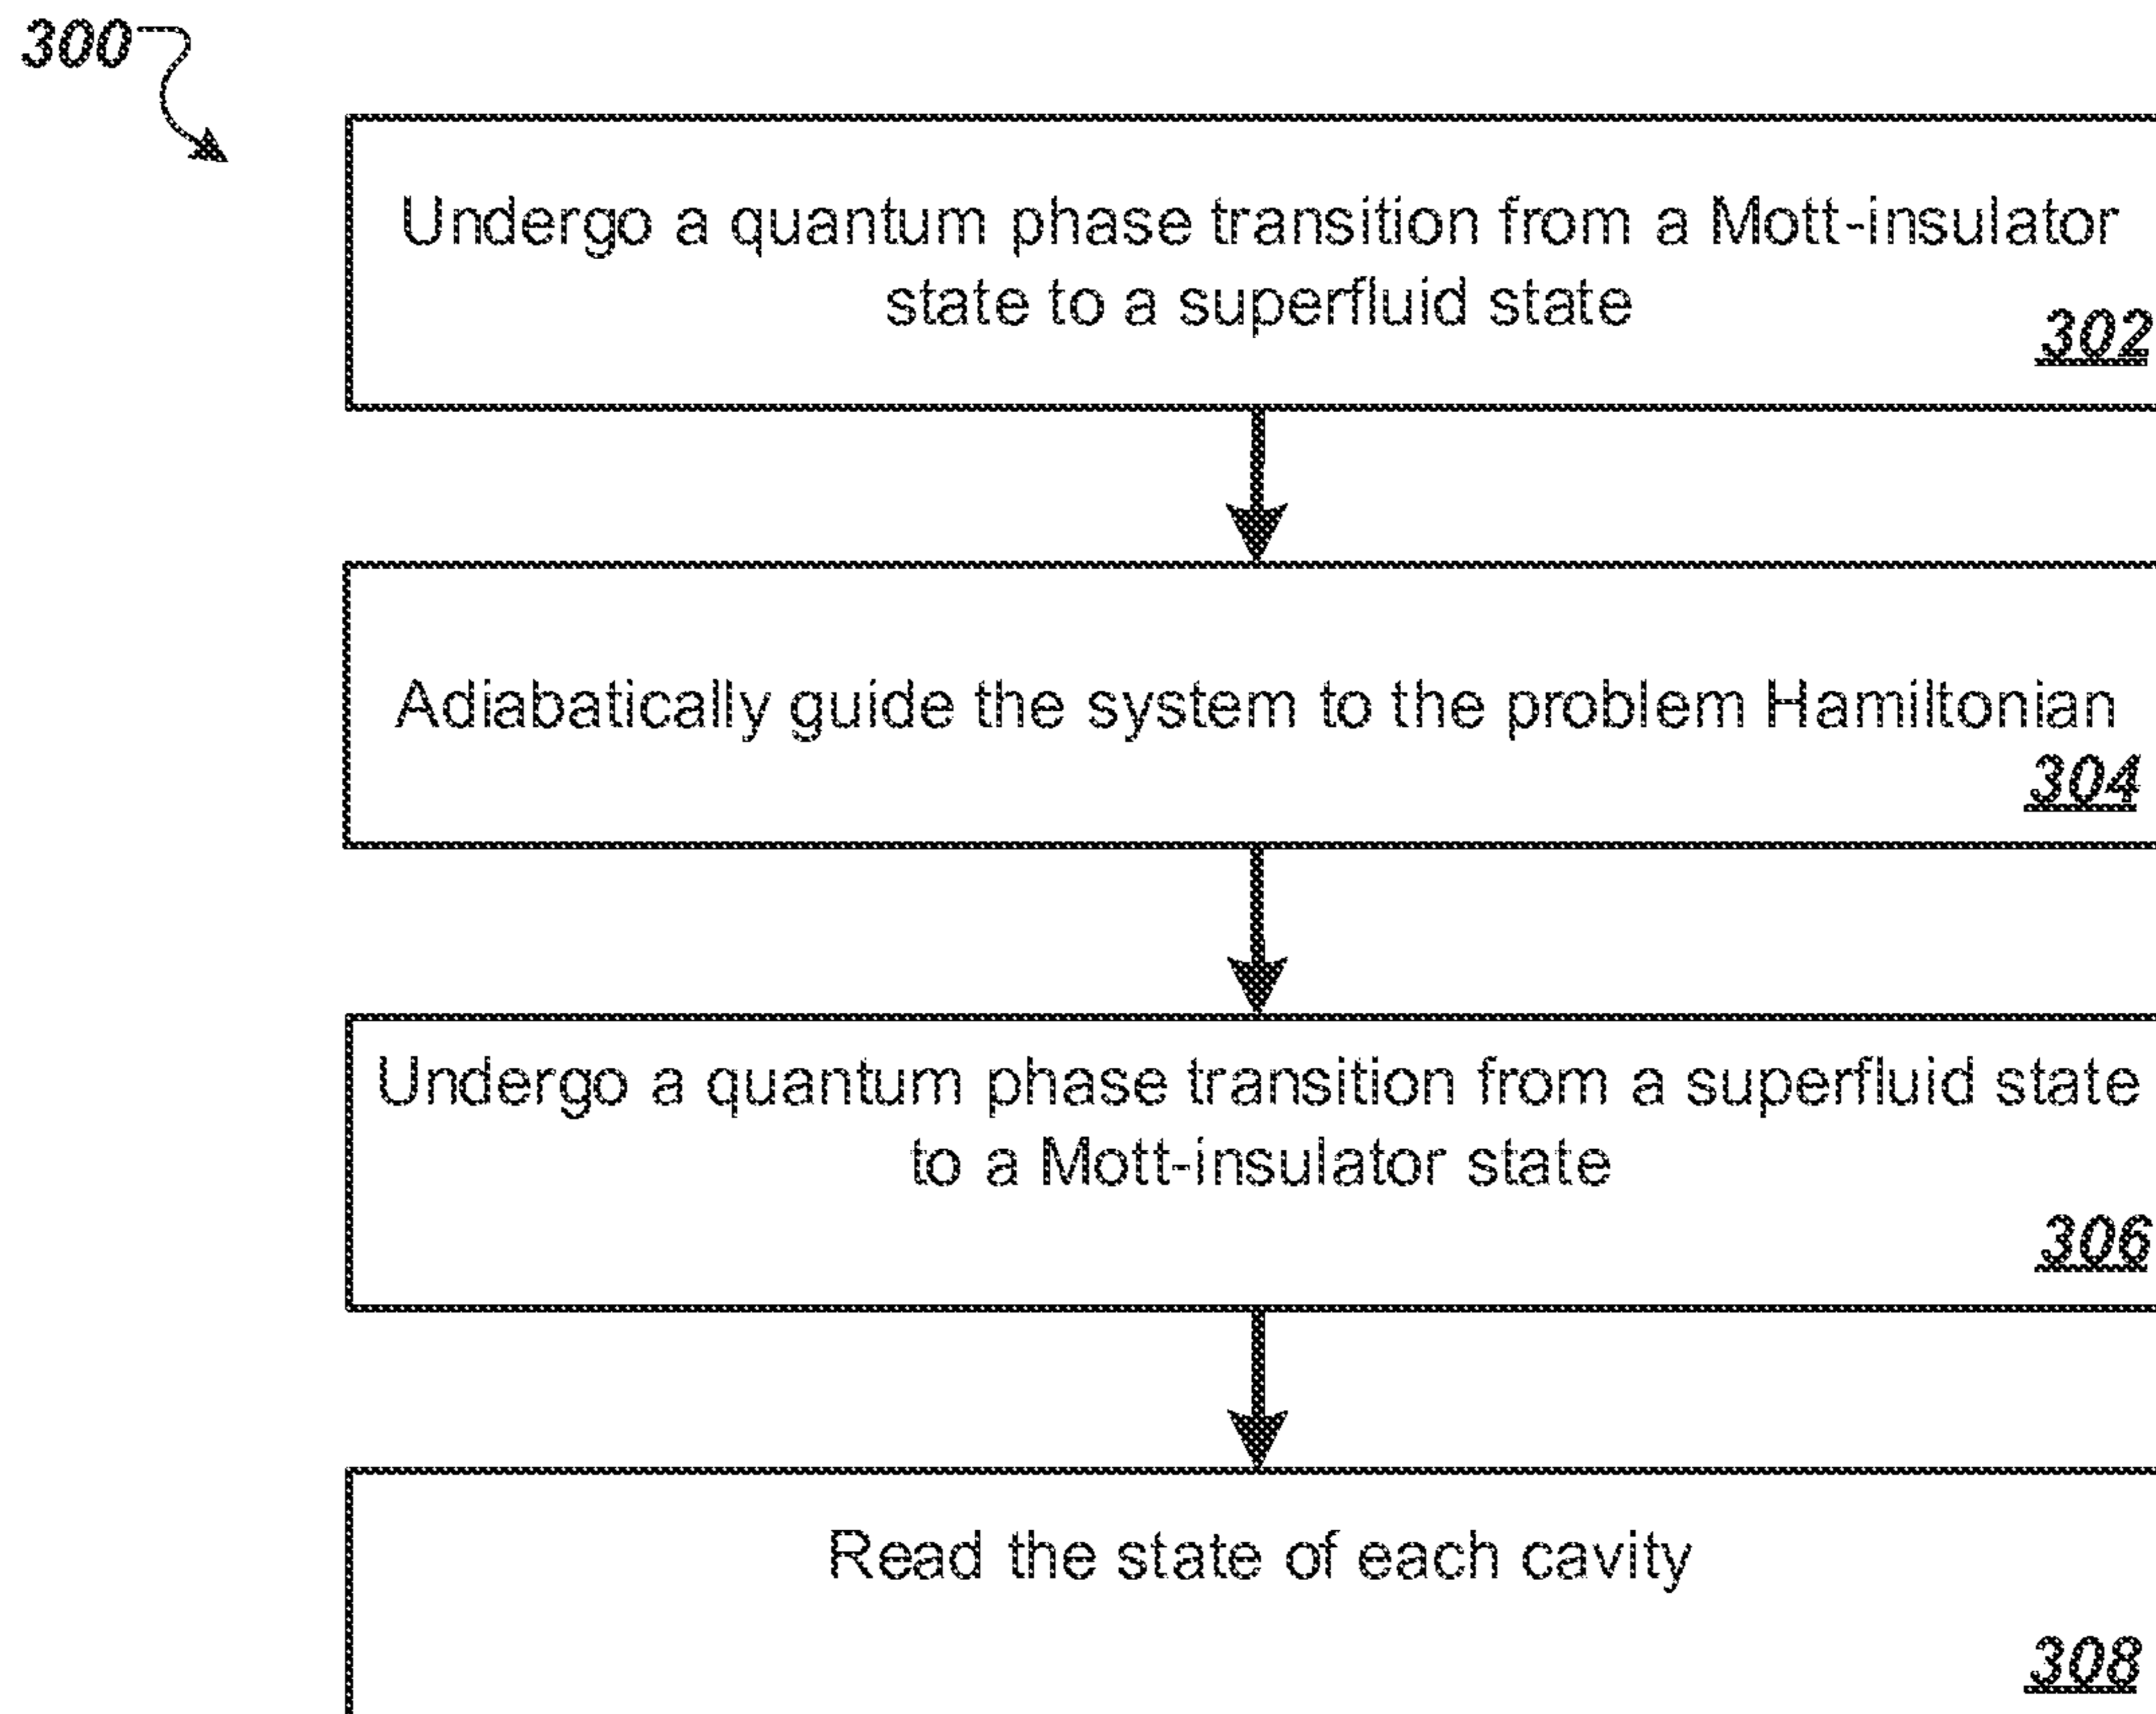 300
Undergo a quantum phase transition from a Mott-insulator
state to a superfluid state
302
Adiabatically guide the system to the problem Hamiltonian
304
Undergo a quantum phase transition from a superfluid state
to a Mott-insulator state
306
Read the state of each cavity
308